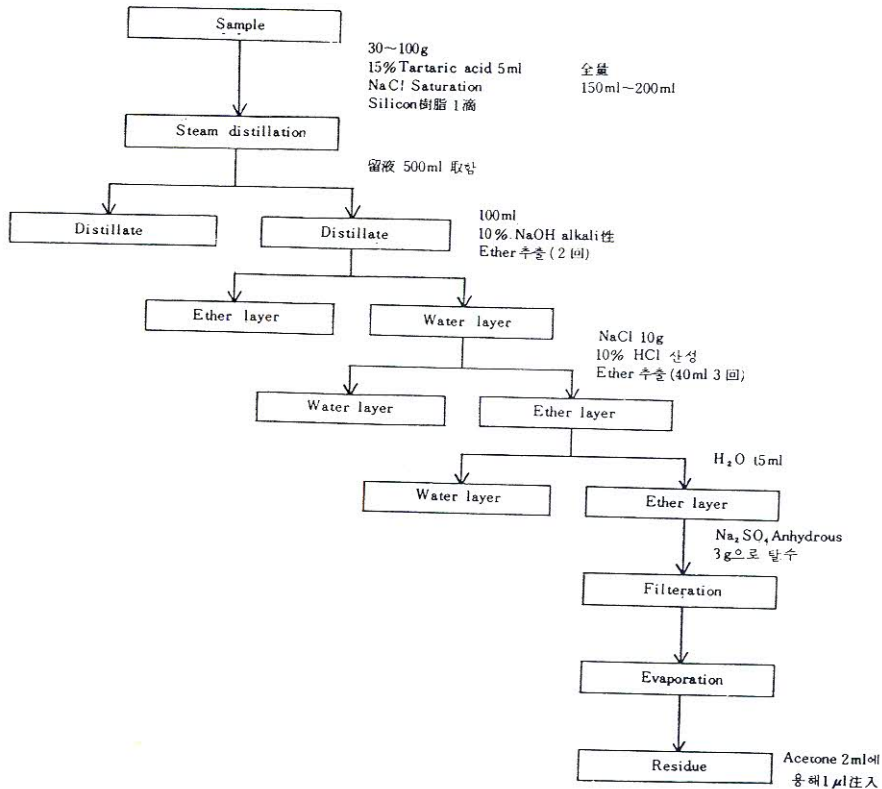 Sample
30~100g
15% Tartaric acid 5ml 全量
NaCl Saturation 150ml~200ml
Silicon樹脂 1滴
Steam distillation
留液 500ml 取함
Distillate
Distillate
100ml
10%. NaOH alkali性
Ether 추출 (2 回)
Ether layer
Water layer
NaCl 10g
10% HCl 산성
Ether 추출 (40ml 3 回)
Water layer
Ether layer
H₂O 15ml
Water layer
Ether layer
Na₂SO₄ Anhydrous
3g으로 탈수
Filteration
Evaporation
Residue
Acetone 2ml에
용해1μl注入